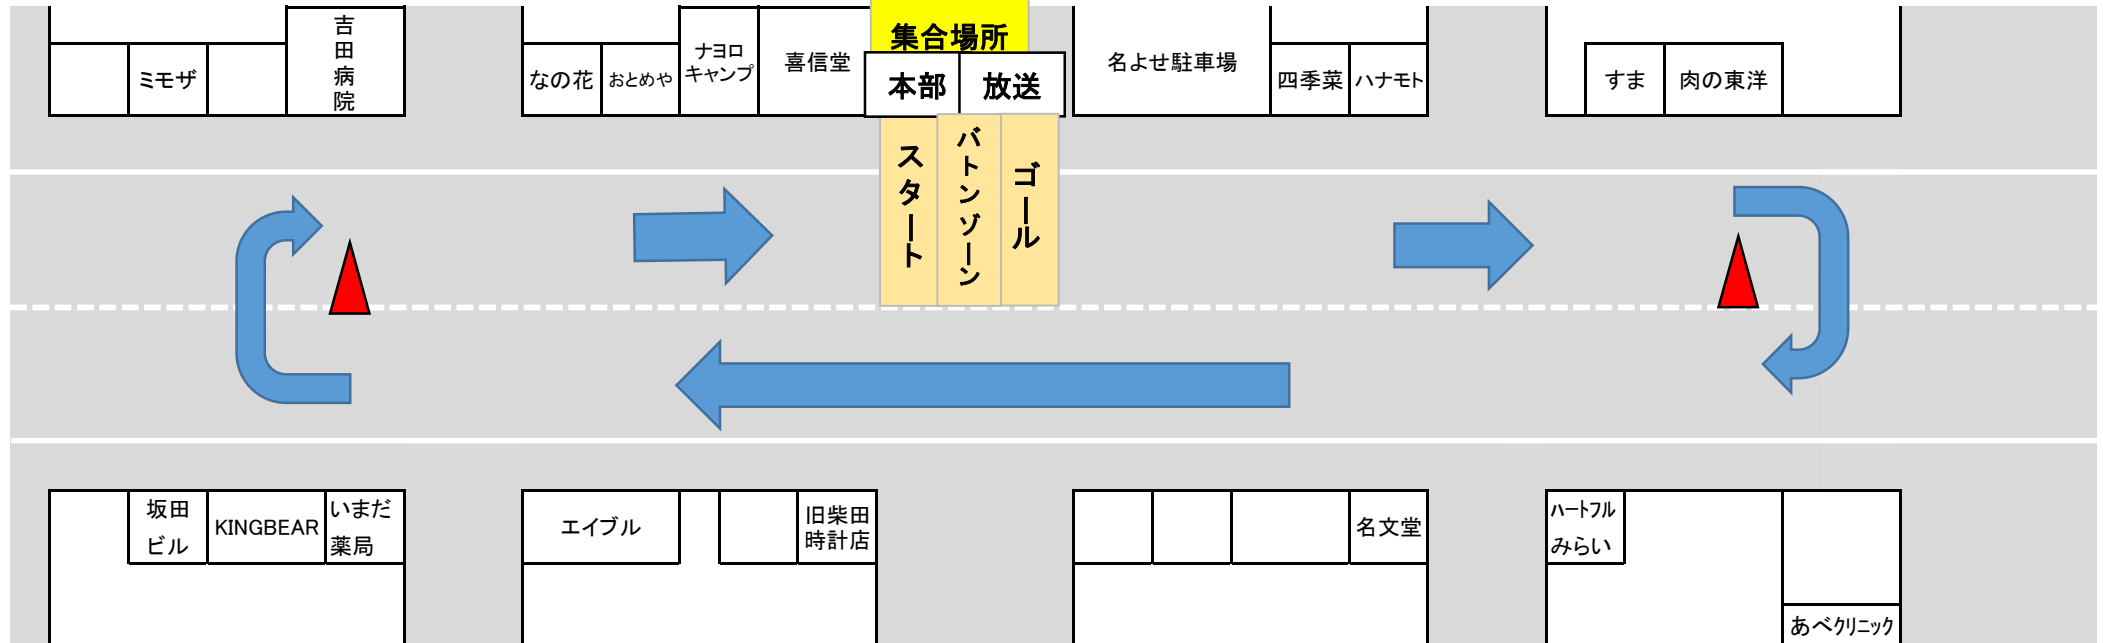 集合場所
吉田病院
ミモザ
なの花
おとめや
ナヨロ
キャンプ
喜信堂
本部
放送
名よせ駐車場
四季菜
ハナモト
すま
肉の東洋
スタート
バトンゾーン
ゴール
坂田
ビル
KINGBEAR
いまだ
薬局
エイブル
旧柴田
時計店
名文堂
ハートフル
みらい
あべクリニック